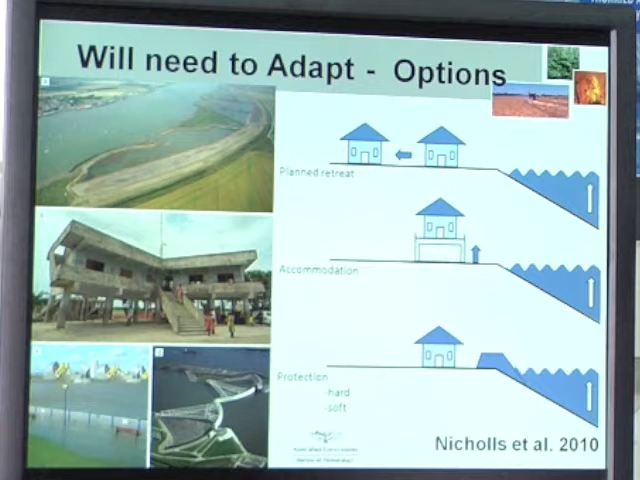 Will need to Adapt - Options
Planned retreat
Accommodation
Protection
-hard
-soft
Nicholls et al. 2010